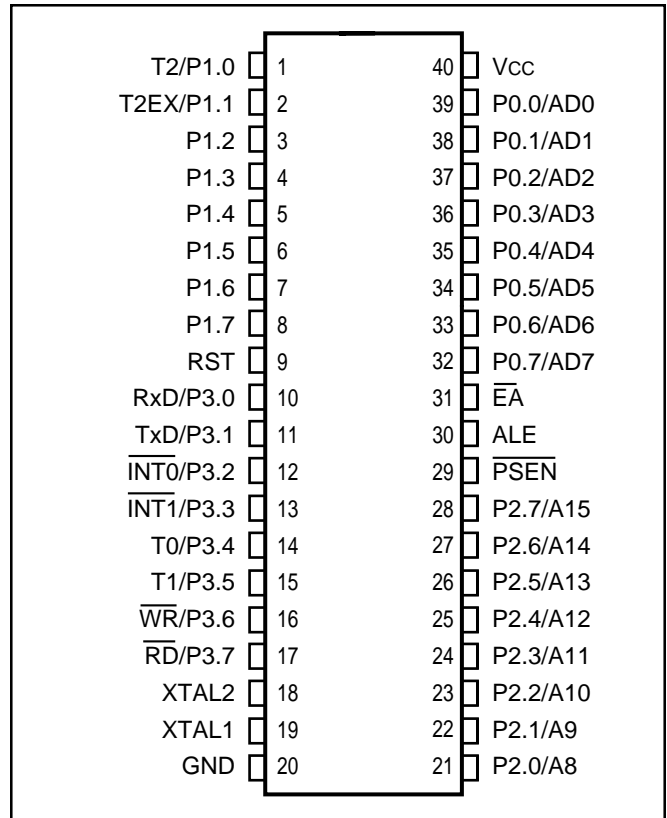 T2/P1.0 1 40 Vcc
T2EX/P1.1 2 39 P0.0/AD0
P1.2 3 38 P0.1/AD1
P1.3 4 37 P0.2/AD2
P1.4 5 36 P0.3/AD3
P1.5 6 35 P0.4/AD4
P1.6 7 34 P0.5/AD5
P1.7 8 33 P0.6/AD6
RST 9 32 P0.7/AD7
RxD/P3.0 10 31 E̅A̅
TxD/P3.1 11 30 ALE
I̅N̅T̅0̅/P3.2 12 29 P̅S̅E̅N̅
I̅N̅T̅1̅/P3.3 13 28 P2.7/A15
T0/P3.4 14 27 P2.6/A14
T1/P3.5 15 26 P2.5/A13
W̅R̅/P3.6 16 25 P2.4/A12
R̅D̅/P3.7 17 24 P2.3/A11
XTAL2 18 23 P2.2/A10
XTAL1 19 22 P2.1/A9
GND 20 21 P2.0/A8